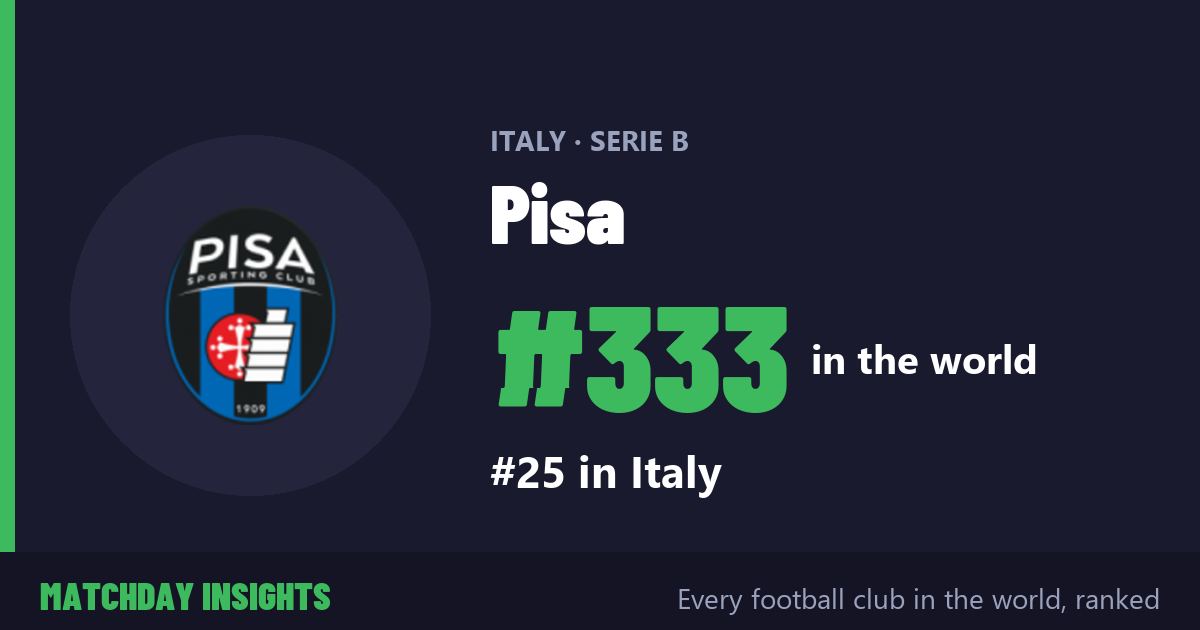 ITALY · SERIE B
Pisa
#333 in the world
#25 in Italy
PISA
SPORTING CLUB
1909
MATCHDAY INSIGHTS
Every football club in the world, ranked